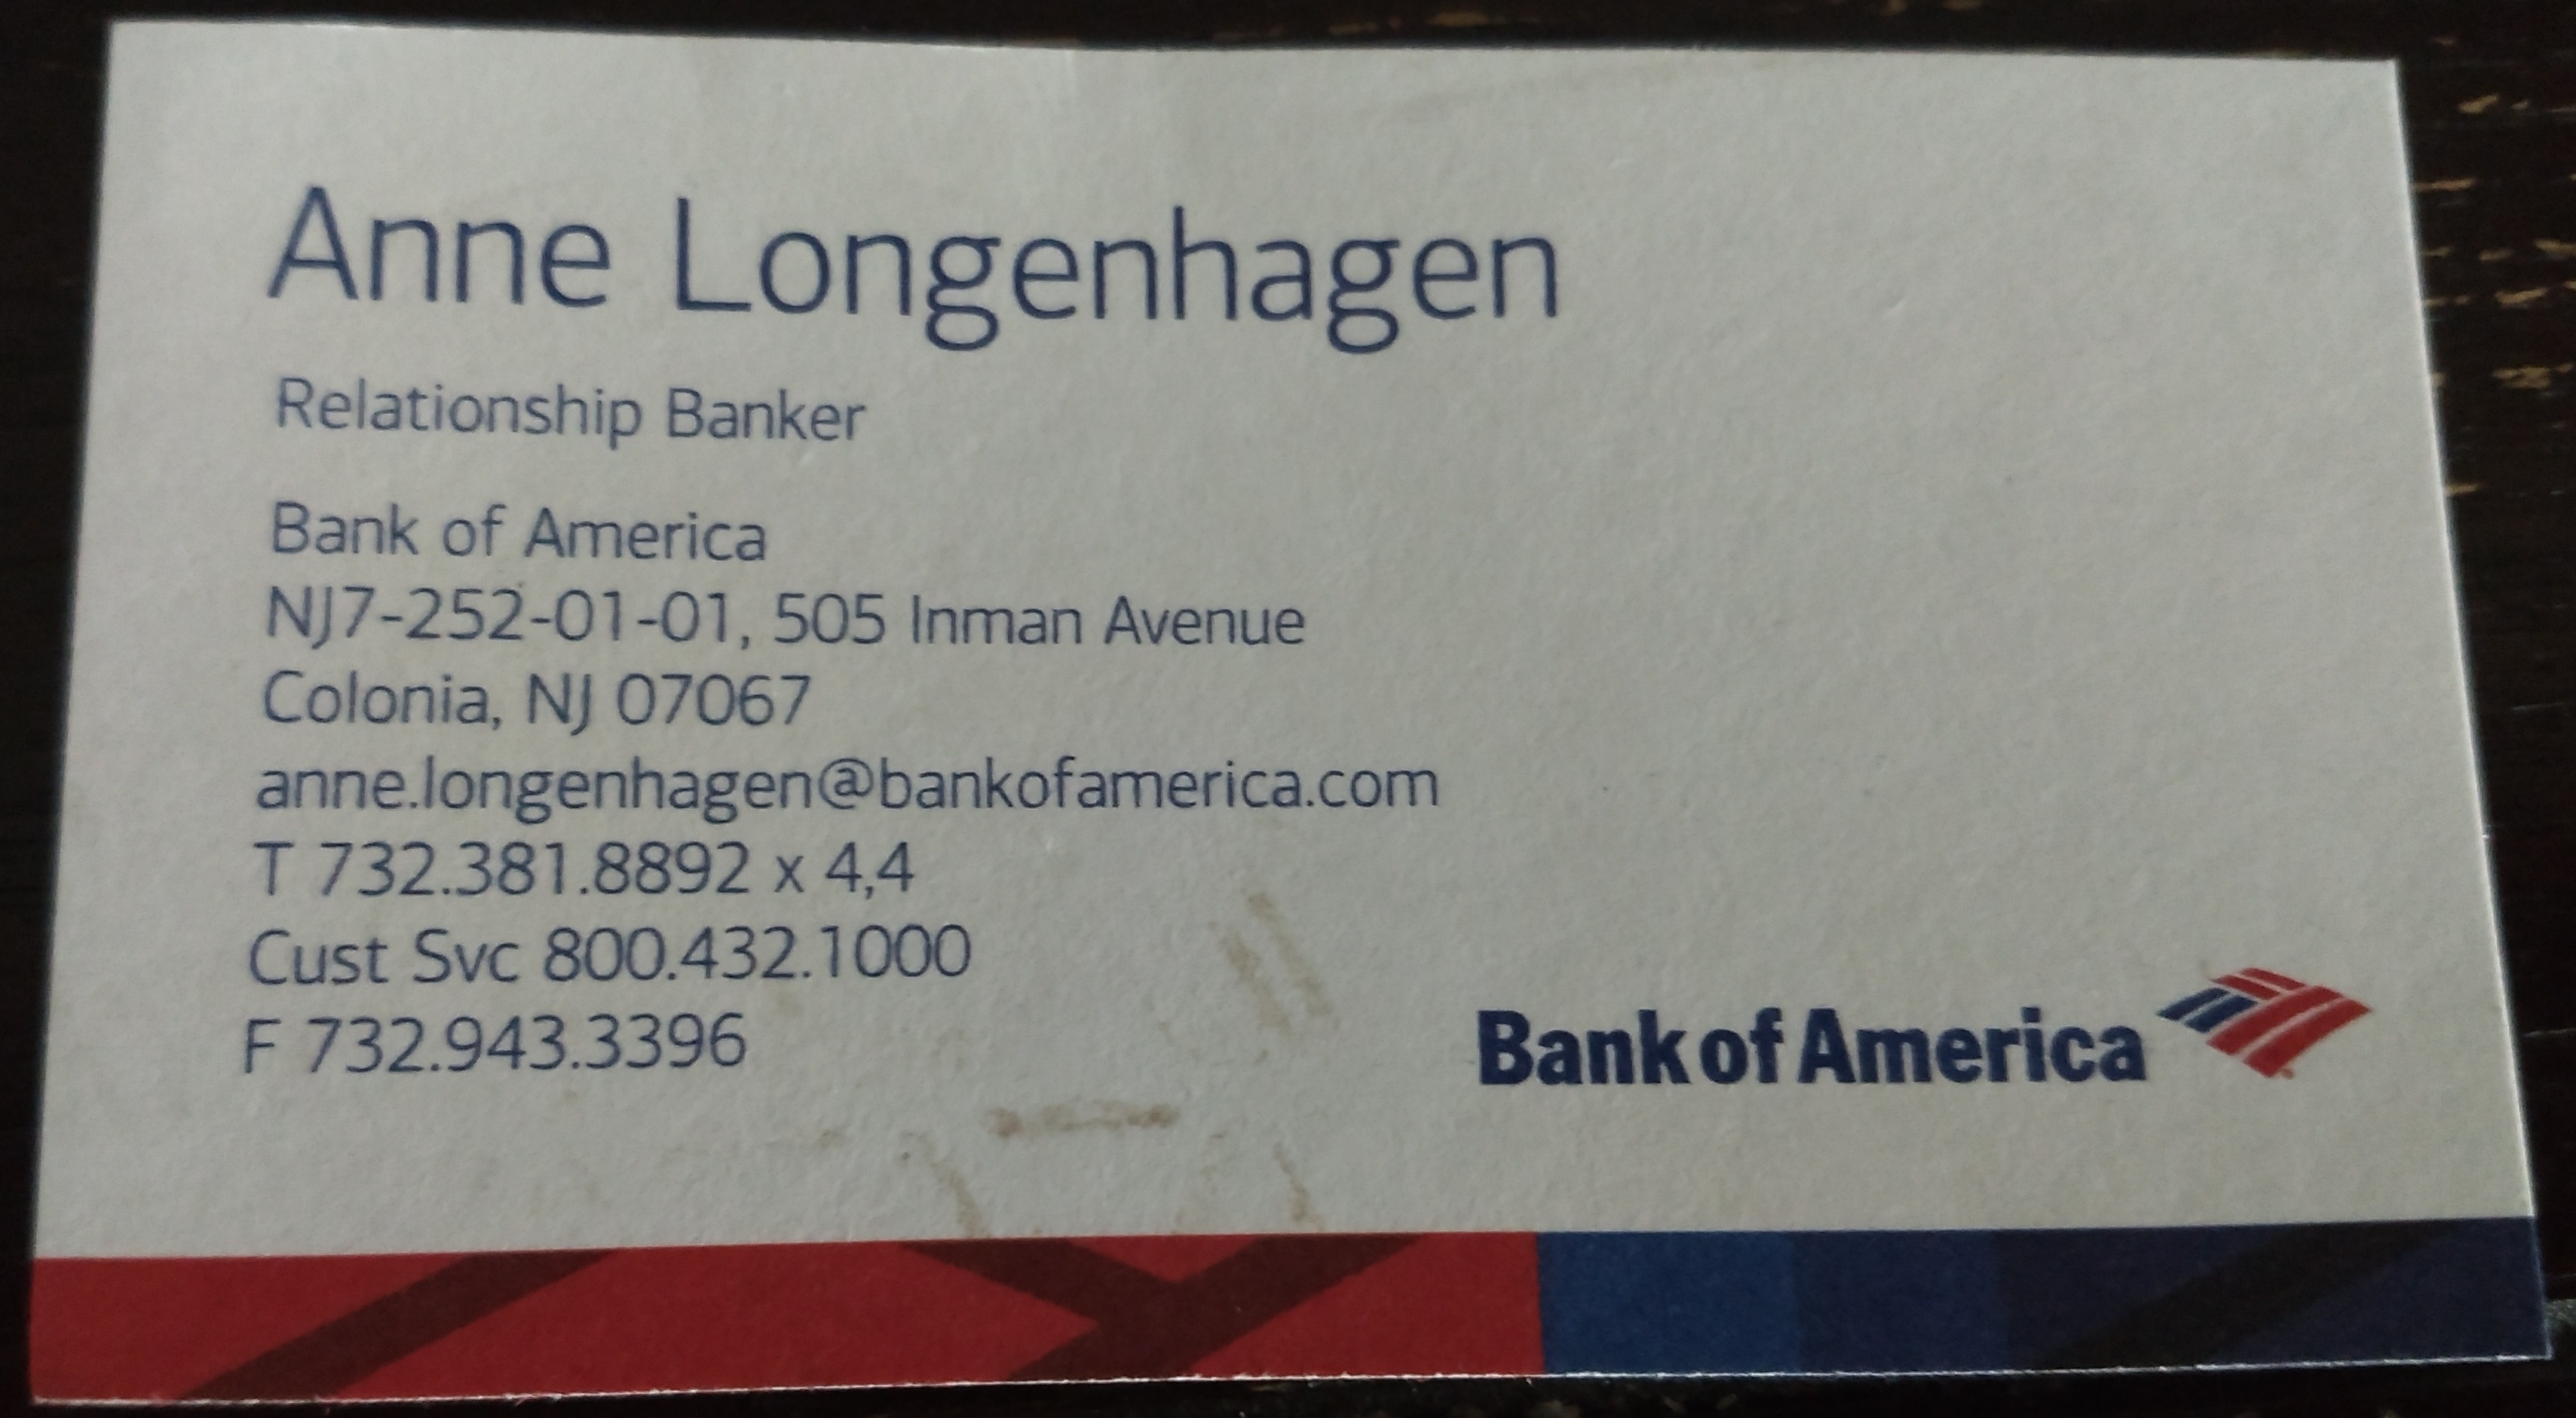 Anne Longenhagen
Relationship Banker
Bank of America
NJ7-252-01-01, 505 Inman Avenue
Colonia, NJ 07067
anne.longenhagen@bankofamerica.com
T 732.381.8892 x 4,4
Cust Svc 800.432.1000
F 732.943.3396
Bank of America